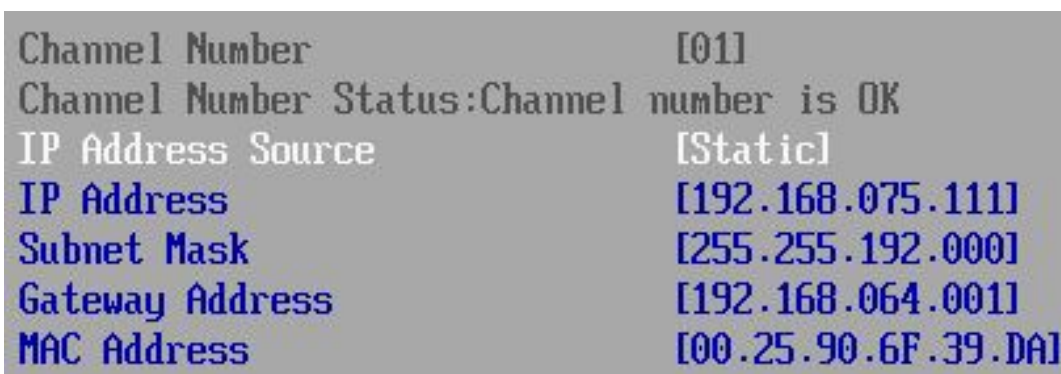 Channel Number [01]
Channel Number Status:Channel number is OK
IP Address Source [Static]
IP Address [192.168.075.111]
Subnet Mask [255.255.192.000]
Gateway Address [192.168.064.001]
MAC Address [00.25.90.6F.39.DA]